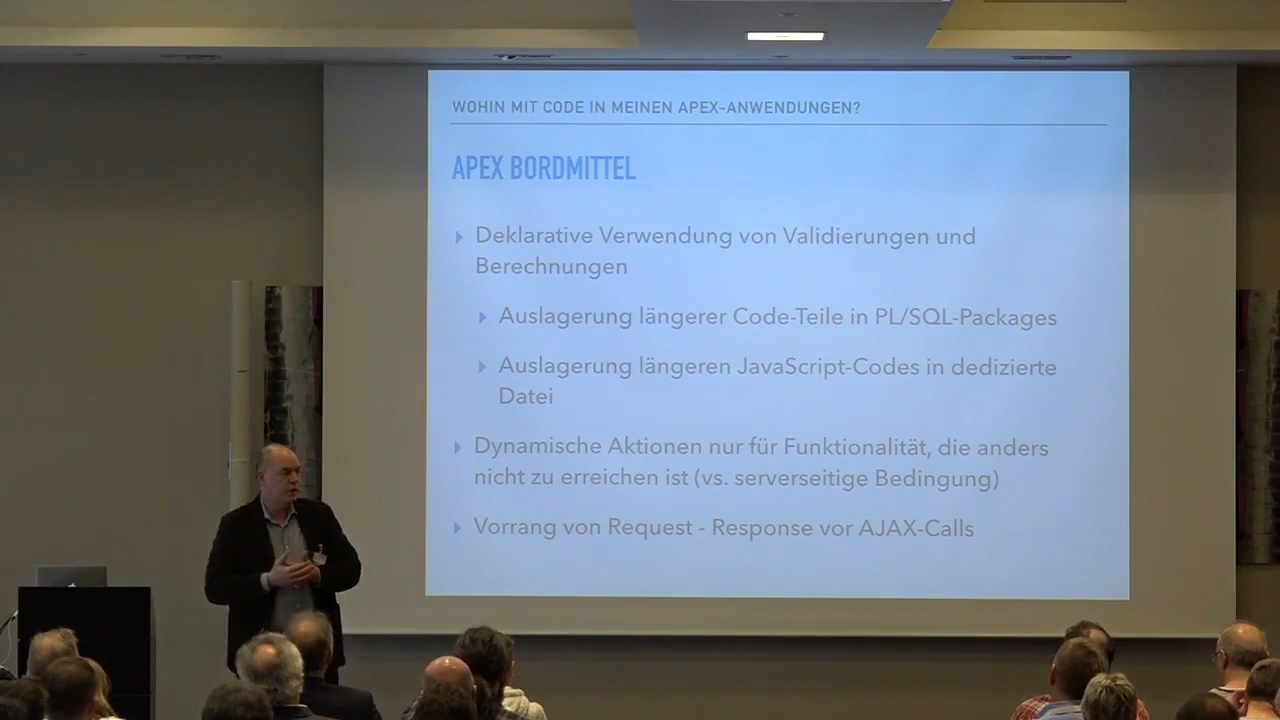 WOHIN MIT CODE IN MEINEN APEX-ANWENDUNGEN?
APEX BORDMITTEL
Deklarative Verwendung von Validierungen und
Berechnungen
Auslagerung längerer Code-Teile in PL/SQL-Packages
Auslagerung längeren JavaScript-Codes in dedizierte
Datei
Dynamische Aktionen nur für Funktionalität, die anders
nicht zu erreichen ist (vs. serverseitige Bedingung)
Vorrang von Request - Response vor AJAX-Calls